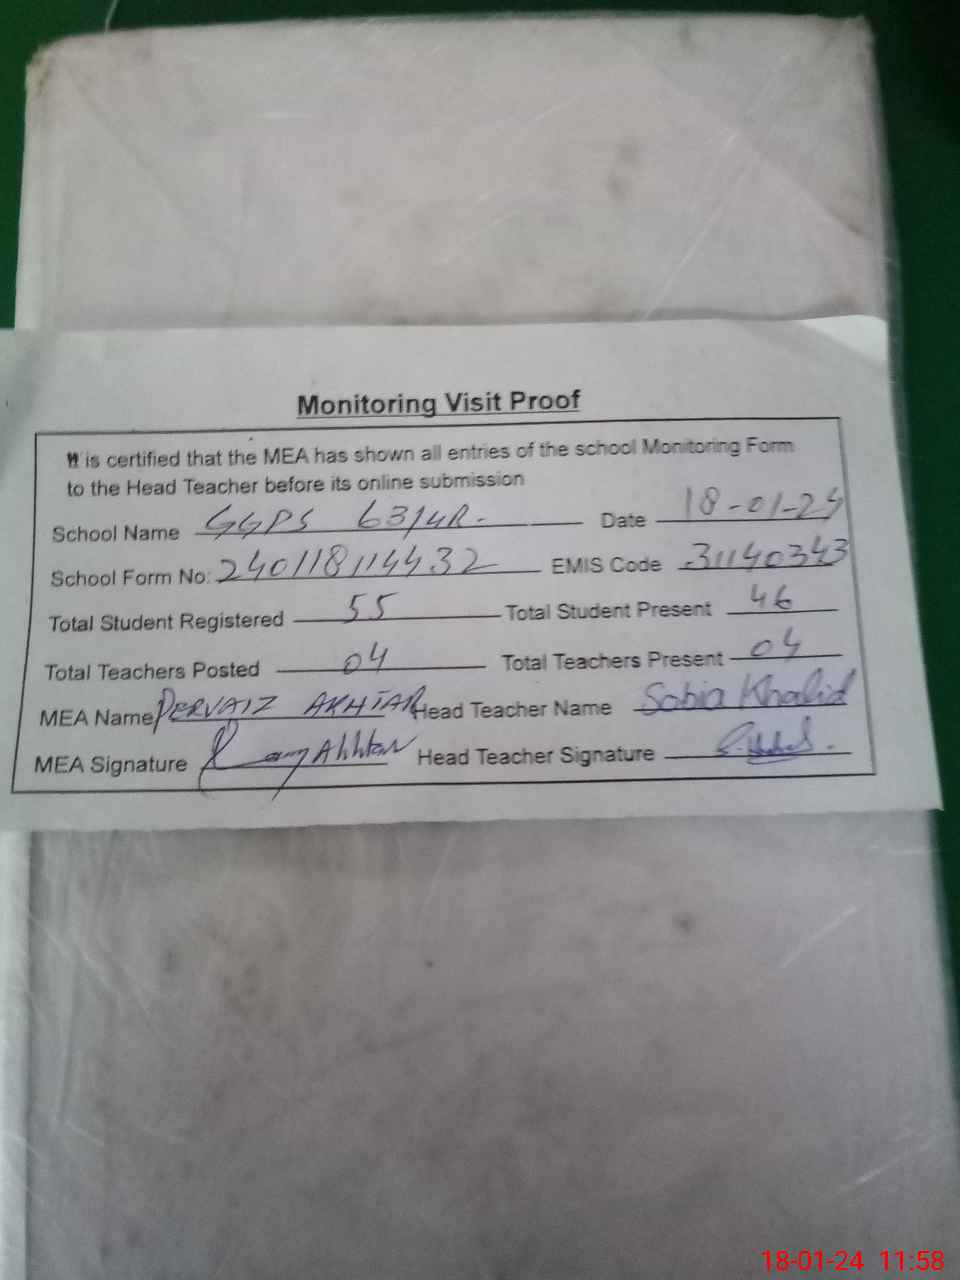 Monitoring Visit Proof
It is certified that the MEA has shown all entries of the school Monitoring Form
to the Head Teacher before its online submission
School Name GGPS 63/4R. Date 18-01-24
School Form No: 240118114432 EMIS Code 31140343
Total Student Registered 55 Total Student Present 46
Total Teachers Posted 04 Total Teachers Present 04
MEA Name PERVAIZ AKHTAR Head Teacher Name Sobia Khalid
MEA Signature Akhtar Head Teacher Signature
18-01-24 11:58